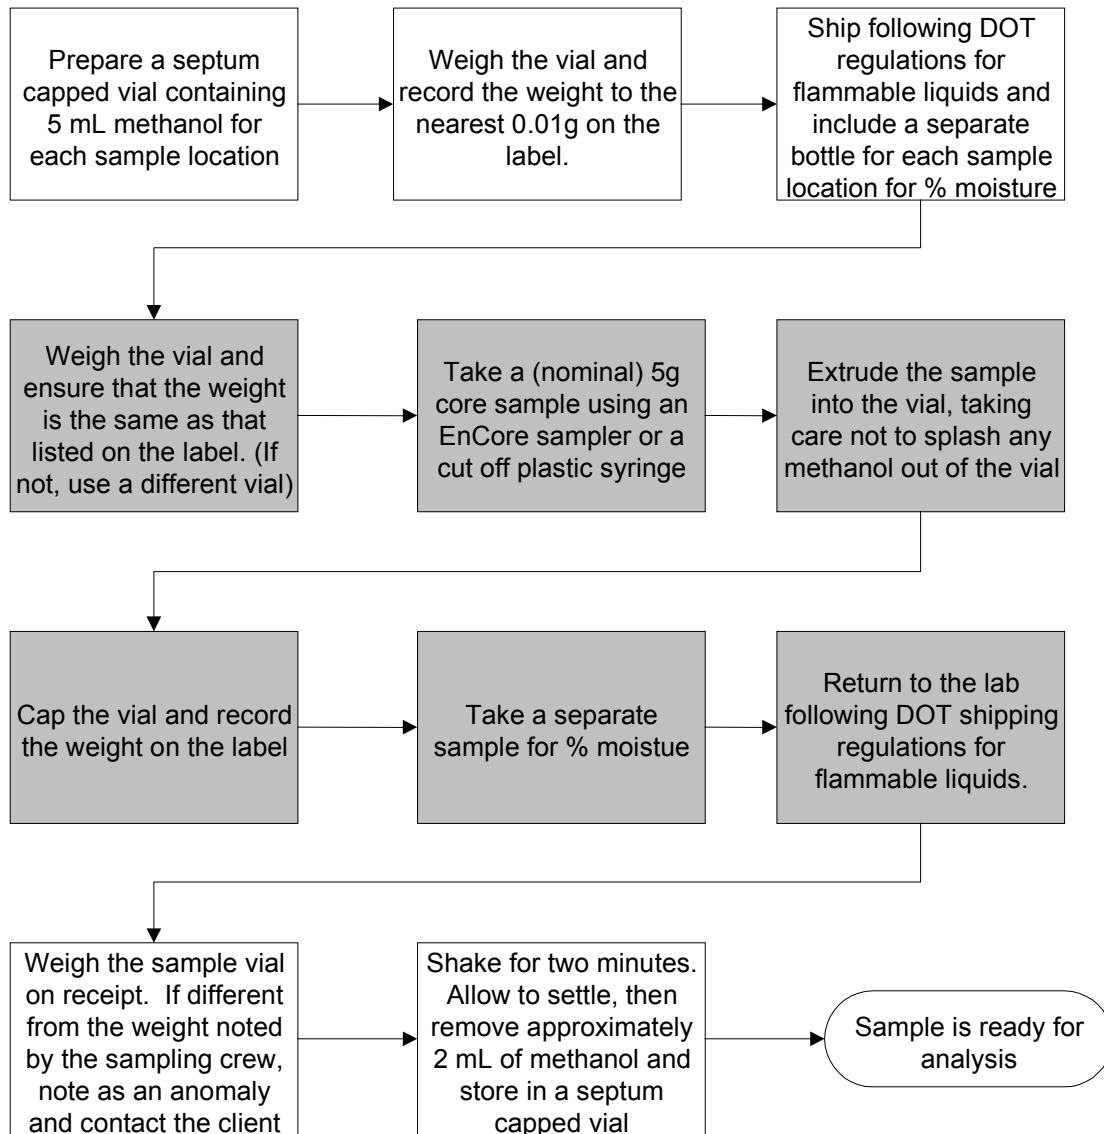 Prepare a septum
capped vial containing
5 mL methanol for
each sample location
Weigh the vial and
record the weight to the
nearest 0.01g on the
label.
Ship following DOT
regulations for
flammable liquids and
include a separate
bottle for each sample
location for % moisture
Weigh the vial and
ensure that the weight
is the same as that
listed on the label. (If
not, use a different vial)
Take a (nominal) 5g
core sample using an
EnCore sampler or a
cut off plastic syringe
Extrude the sample
into the vial, taking
care not to splash any
methanol out of the vial
Cap the vial and record
the weight on the label
Take a separate
sample for % moistue
Return to the lab
following DOT shipping
regulations for
flammable liquids.
Weigh the sample vial
on receipt.  If different
from the weight noted
by the sampling crew,
note as an anomaly
and contact the client
Shake for two minutes.
Allow to settle, then
remove approximately
2 mL of methanol and
store in a septum
capped vial
Sample is ready for
analysis